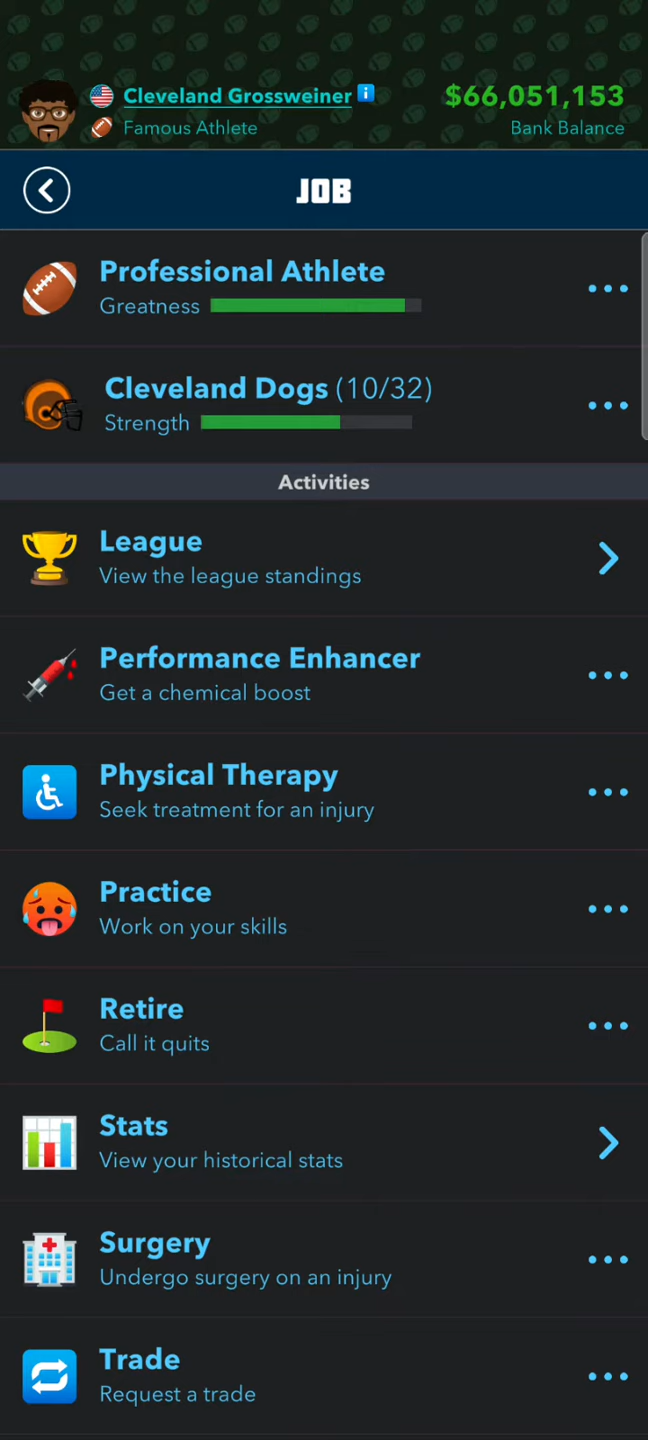 Cleveland Grossweiner
$66,051,153
Famous Athlete
Bank Balance
JOB
Professional Athlete
Greatness
Cleveland Dogs (10/32)
Strength
Activities
League
View the league standings
Performance Enhancer
Get a chemical boost
Physical Therapy
Seek treatment for an injury
Practice
Work on your skills
Retire
Call it quits
Stats
View your historical stats
Surgery
Undergo surgery on an injury
Trade
Request a trade